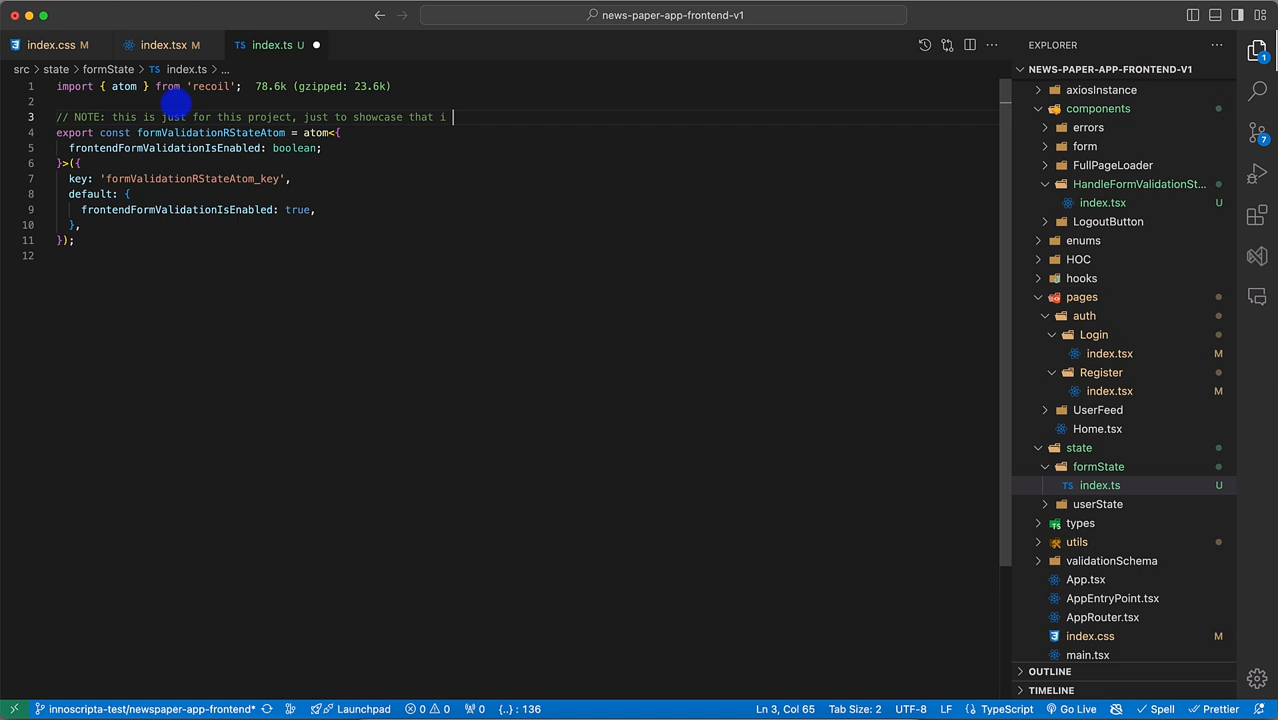 news-paper-app-frontend-v1
index.css M
index.tsx M
TS index.ts U
EXPLORER
src > state > formState > TS index.ts > ...
NEWS-PAPER-APP-FRONTEND-V1
1 import { atom } from 'recoil'; 78.6k (gzipped: 23.6k)
2
3 // NOTE: this is just for this project, just to showcase that i
4 export const formValidationRStateAtom = atom<{
5 frontendFormValidationIsEnabled: boolean;
6 }>({
7 key: 'formValidationRStateAtom_key',
8 default: {
9 frontendFormValidationIsEnabled: true,
10 },
11 });
12
axiosInstance
components
errors
form
FullPageLoader
HandleFormValidationSt...
index.tsx U
LogoutButton
enums
HOC
hooks
pages
auth
Login
index.tsx M
Register
index.tsx M
UserFeed
Home.tsx
state
formState
TS index.ts U
userState
types
utils
validationSchema
App.tsx
AppEntryPoint.tsx
AppRouter.tsx
index.css M
main.tsx
OUTLINE
TIMELINE
1
7
innoscripta-test/newspaper-app-frontend* Launchpad 0 0 0 {..} : 136 Ln 3, Col 65 Tab Size: 2 UTF-8 LF TypeScript Go Live Spell Prettier